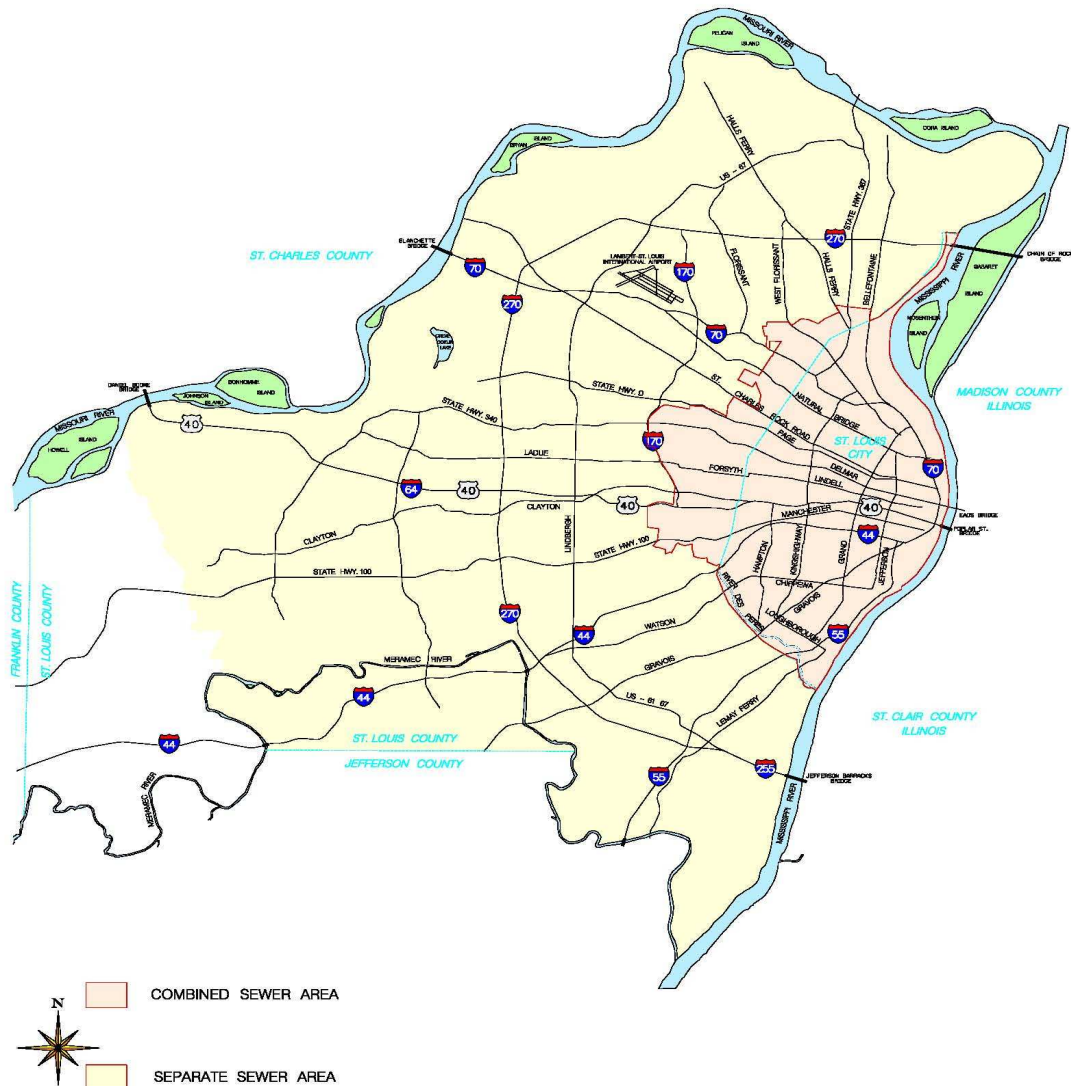 MISSOURI RIVER
PELICAN
ISLAND
CORA ISLAND
BRYAN
ISLAND
HALLS FERRY
US - 67
STATE HWY. 367
270
BLANCHETTE
BRIDGE
ST. CHARLES COUNTY
LAMBERT-ST. LOUIS
INTERNATIONAL AIRPORT
CHAIN OF ROCK
BRIDGE
70
170
FLORISSANT
WEST FLORISSANT
HALLS FERRY
BELLEFONTAINE
MISSISSIPPI RIVER
ISLAND
270
70
ISLAND
LAKE
DANIEL BOONE
BRIDGE
BONHOMME
ISLAND
JOHNSON
ISLAND
MADISON COUNTY
ILLINOIS
STATE HWY. D
ST. CHARLES ROCK ROAD
NATURAL BRIDGE
MISSOURI RIVER
40
STATE HWY. 340
PAGE
ST. LOUIS
CITY
170
ISLAND
HOWELL
LADUE
FORSYTH
DELMAR
LINDELL
70
64
40
CLAYTON
40
MANCHESTER
40
EADS BRIDGE
POPLAR ST.
BRIDGE
44
CLAYTON
LINDBERGH
STATE HWY. 100
HAMPTON
KINGSHIGHWAY
GRAND
JEFFERSON
STATE HWY. 100
CHIPPEWA
RIVER DES PERES
GRAVOIS
LOUGHBOROUGH
FRANKLIN COUNTY
ST. LOUIS COUNTY
270
44
WATSON
55
MERAMEC RIVER
GRAVOIS
44
US - 61 67
LEMAY FERRY
ST. CLAIR COUNTY
ILLINOIS
44
ST. LOUIS COUNTY
JEFFERSON COUNTY
55
255
JEFFERSON BARRACKS
BRIDGE
MERAMEC RIVER
MISSISSIPPI RIVER
N
COMBINED SEWER AREA
SEPARATE SEWER AREA